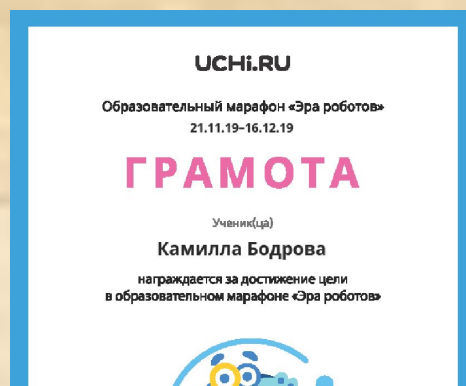 UCHi.RU
Образовательный марафон «Эра роботов»
21.11.19–16.12.19
ГРАМОТА
Ученик(ца)
Камилла Бодрова
награждается за достижение цели
в образовательном марафоне «Эра роботов»